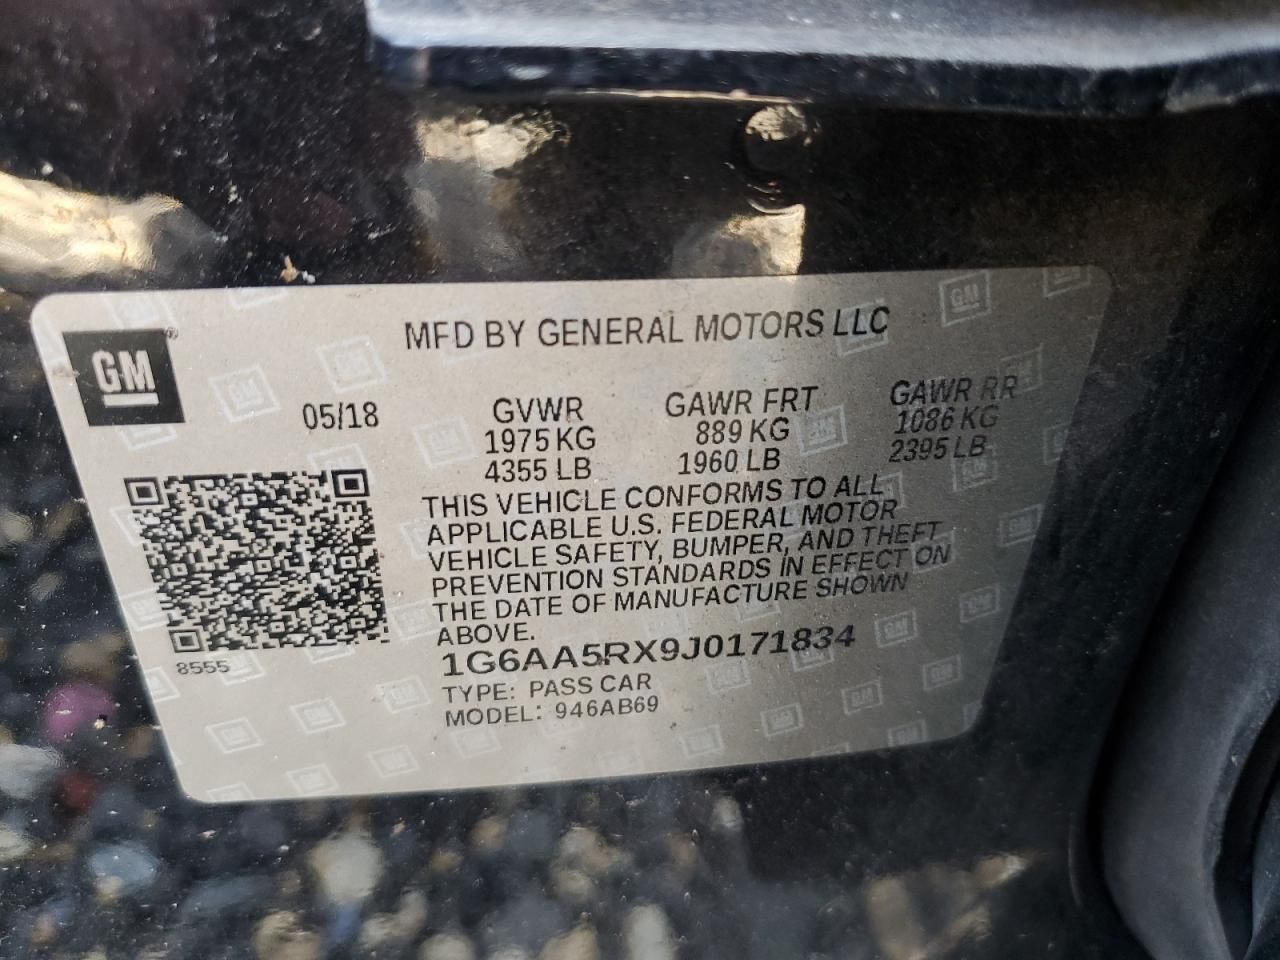 GM®
MFD BY GENERAL MOTORS LLC
05/18 GVWR GAWR FRT GAWR RR
1975 KG 889 KG 1086 KG
4355 LB 1960 LB 2395 LB
THIS VEHICLE CONFORMS TO ALL
APPLICABLE U.S. FEDERAL MOTOR
VEHICLE SAFETY, BUMPER, AND THEFT
PREVENTION STANDARDS IN EFFECT ON
THE DATE OF MANUFACTURE SHOWN
ABOVE.
8555
1G6AA5RX9J0171834
TYPE: PASS CAR
MODEL: 946AB69